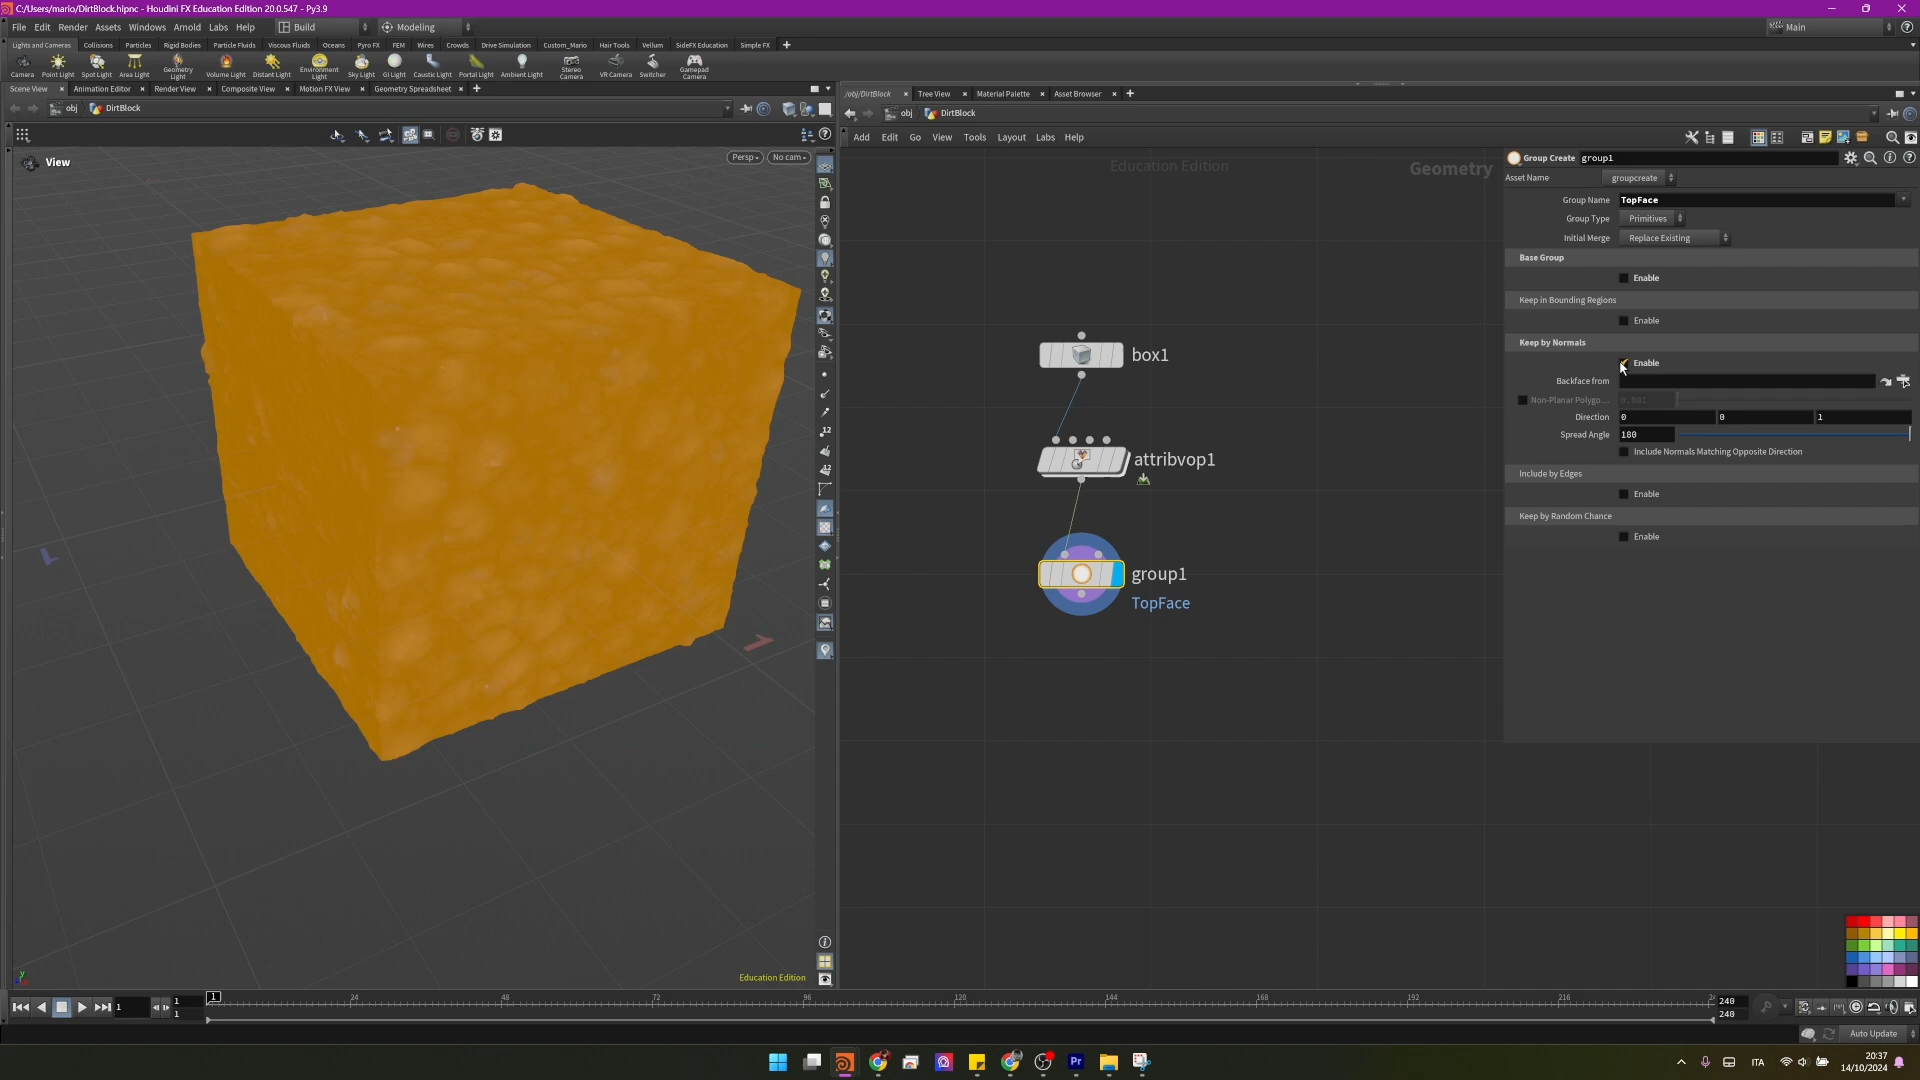 C:/Users/mario/DirtBlock.hipnc - Houdini FX Education Edition 20.0.547 - Py3.9
File Edit Render Assets Windows Arnold Labs Help Build Modeling Main
Lights and Cameras Collisions Particles Rigid Bodies Particle Fluids Viscous Fluids Oceans Pyro FX FEM Wires Crowds Drive Simulation Custom_Mario Hair Tools Vellum SideFX Education Simple FX
Camera Point Light Spot Light Area Light Geometry Light Volume Light Distant Light Environment Light Sky Light GI Light Caustic Light Portal Light Ambient Light Stereo Camera VR Camera Switcher Gamepad Camera
Scene View Animation Editor Render View Composite View Motion FX View Geometry Spreadsheet
obj DirtBlock
View
Persp No cam
Education Edition
/obj/DirtBlock Tree View Material Palette Asset Browser
obj DirtBlock
Add Edit Go View Tools Layout Labs Help
Education Edition
Geometry
box1
attribvop1
group1
TopFace
Group Create group1
Asset Name groupcreate
Group Name TopFace
Group Type Primitives
Initial Merge Replace Existing
Base Group
Enable
Keep in Bounding Regions
Enable
Keep by Normals
Enable
Backface from
Non-Planar Polygo... 0.001
Direction 0 0 1
Spread Angle 180
Include Normals Matching Opposite Direction
Include by Edges
Enable
Keep by Random Chance
Enable
1 1 1 1 24 48 72 96 120 144 168 192 216 240 240
Auto Update
ITA 20:37
14/10/2024